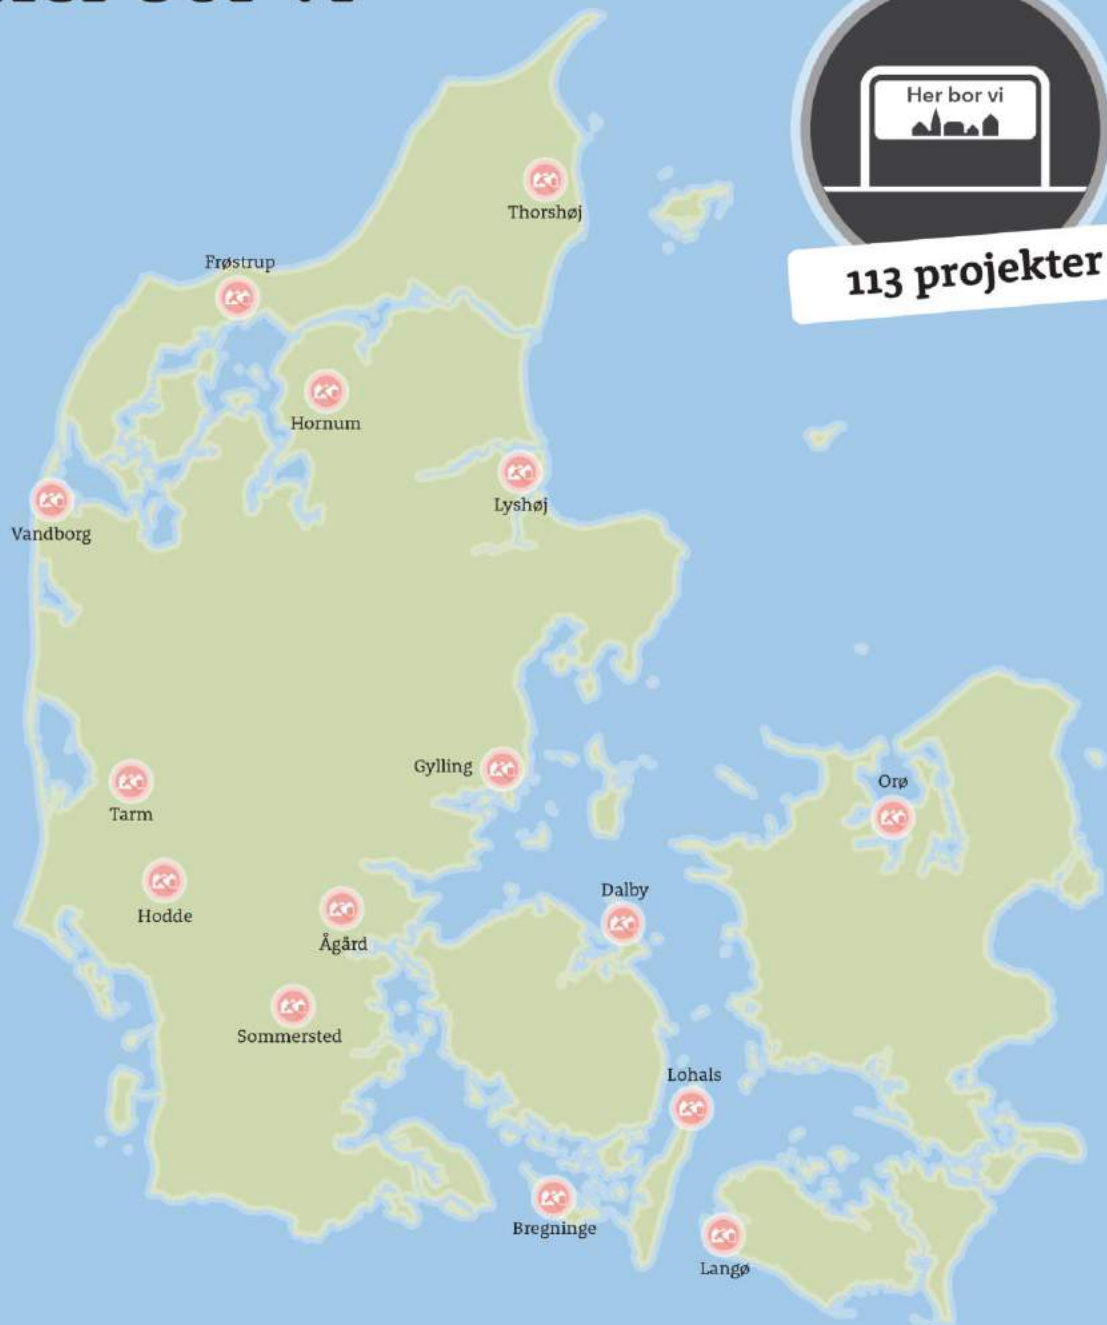 Her bor vi
113 projekter
Thorshøj
Frøstrup
Hornum
Lyshøj
Vandborg
Gylling
Orø
Tarm
Dalby
Hodde
Ågård
Sommersted
Lohals
Bregninge
Langø